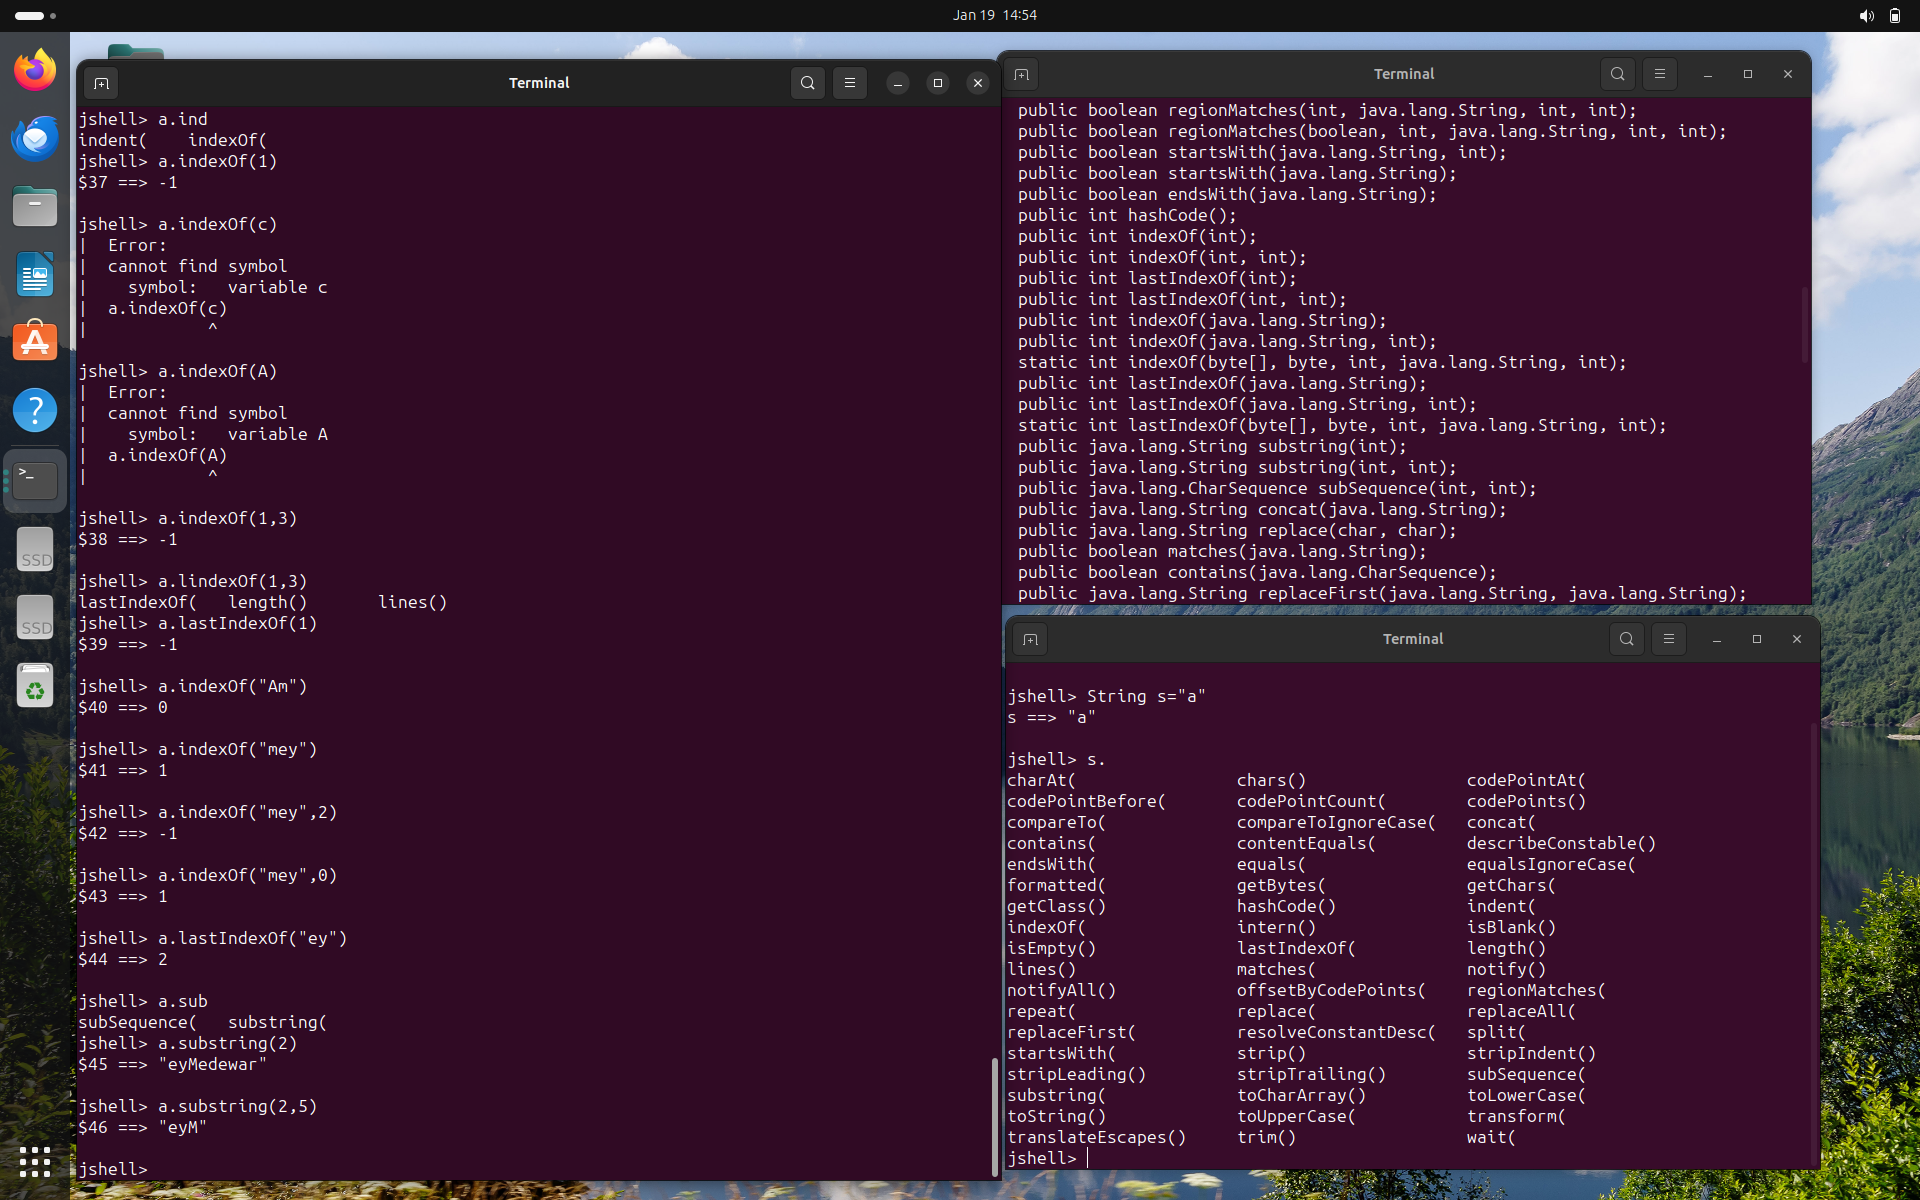 Jan 19 14:54
Terminal
jshell> a.ind
indent(    indexOf(
jshell> a.indexOf(1)
$37 ==> -1
jshell> a.indexOf(c)
|  Error:
|  cannot find symbol
|    symbol:   variable c
|  a.indexOf(c)
|            ^
jshell> a.indexOf(A)
|  Error:
|  cannot find symbol
|    symbol:   variable A
|  a.indexOf(A)
|            ^
jshell> a.indexOf(1,3)
$38 ==> -1
jshell> a.lindexOf(1,3)
lastIndexOf(   length()       lines()
jshell> a.lastIndexOf(1)
$39 ==> -1
jshell> a.indexOf("Am")
$40 ==> 0
jshell> a.indexOf("mey")
$41 ==> 1
jshell> a.indexOf("mey",2)
$42 ==> -1
jshell> a.indexOf("mey",0)
$43 ==> 1
jshell> a.lastIndexOf("ey")
$44 ==> 2
jshell> a.sub
subSequence(   substring(
jshell> a.substring(2)
$45 ==> "eyMedewar"
jshell> a.substring(2,5)
$46 ==> "eyM"
jshell>
Terminal
public boolean regionMatches(int, java.lang.String, int, int);
public boolean regionMatches(boolean, int, java.lang.String, int, int);
public boolean startsWith(java.lang.String, int);
public boolean startsWith(java.lang.String);
public boolean endsWith(java.lang.String);
public int hashCode();
public int indexOf(int);
public int indexOf(int, int);
public int lastIndexOf(int);
public int lastIndexOf(int, int);
public int indexOf(java.lang.String);
public int indexOf(java.lang.String, int);
static int indexOf(byte[], byte, int, java.lang.String, int);
public int lastIndexOf(java.lang.String);
public int lastIndexOf(java.lang.String, int);
static int lastIndexOf(byte[], byte, int, java.lang.String, int);
public java.lang.String substring(int);
public java.lang.String substring(int, int);
public java.lang.CharSequence subSequence(int, int);
public java.lang.String concat(java.lang.String);
public java.lang.String replace(char, char);
public boolean matches(java.lang.String);
public boolean contains(java.lang.CharSequence);
public java.lang.String replaceFirst(java.lang.String, java.lang.String);
Terminal
jshell> String s="a"
s ==> "a"
jshell> s.
charAt(                chars()                codePointAt(
codePointBefore(       codePointCount(        codePoints()
compareTo(             compareToIgnoreCase(   concat(
contains(              contentEquals(         describeConstable()
endsWith(              equals(                equalsIgnoreCase(
formatted(             getBytes(              getChars(
getClass()             hashCode()             indent(
indexOf(               intern()               isBlank()
isEmpty()              lastIndexOf(           length()
lines()                matches(               notify()
notifyAll()            offsetByCodePoints(    regionMatches(
repeat(                replace(               replaceAll(
replaceFirst(          resolveConstantDesc(   split(
startsWith(            strip()                stripIndent()
stripLeading()         stripTrailing()        subSequence(
substring(             toCharArray()          toLowerCase(
toString()             toUpperCase(           transform(
translateEscapes()     trim()                 wait(
jshell>
SSD
SSD